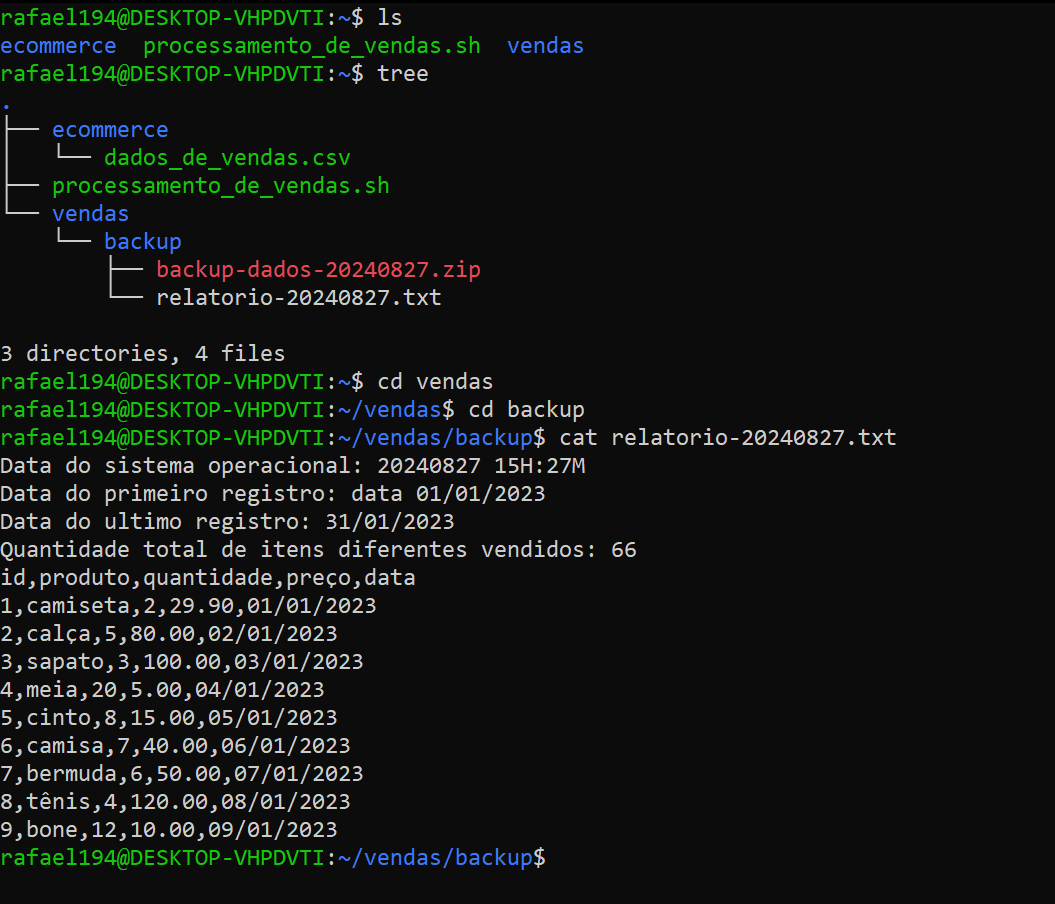 rafael194@DESKTOP-VHPDVTI:~$ ls
ecommerce  processamento_de_vendas.sh  vendas
rafael194@DESKTOP-VHPDVTI:~$ tree
.
├── ecommerce
│   └── dados_de_vendas.csv
├── processamento_de_vendas.sh
└── vendas
    └── backup
        ├── backup-dados-20240827.zip
        └── relatorio-20240827.txt

3 directories, 4 files
rafael194@DESKTOP-VHPDVTI:~$ cd vendas
rafael194@DESKTOP-VHPDVTI:~/vendas$ cd backup
rafael194@DESKTOP-VHPDVTI:~/vendas/backup$ cat relatorio-20240827.txt
Data do sistema operacional: 20240827 15H:27M
Data do primeiro registro: data 01/01/2023
Data do ultimo registro: 31/01/2023
Quantidade total de itens diferentes vendidos: 66
id,produto,quantidade,preço,data
1,camiseta,2,29.90,01/01/2023
2,calça,5,80.00,02/01/2023
3,sapato,3,100.00,03/01/2023
4,meia,20,5.00,04/01/2023
5,cinto,8,15.00,05/01/2023
6,camisa,7,40.00,06/01/2023
7,bermuda,6,50.00,07/01/2023
8,tênis,4,120.00,08/01/2023
9,bone,12,10.00,09/01/2023
rafael194@DESKTOP-VHPDVTI:~/vendas/backup$